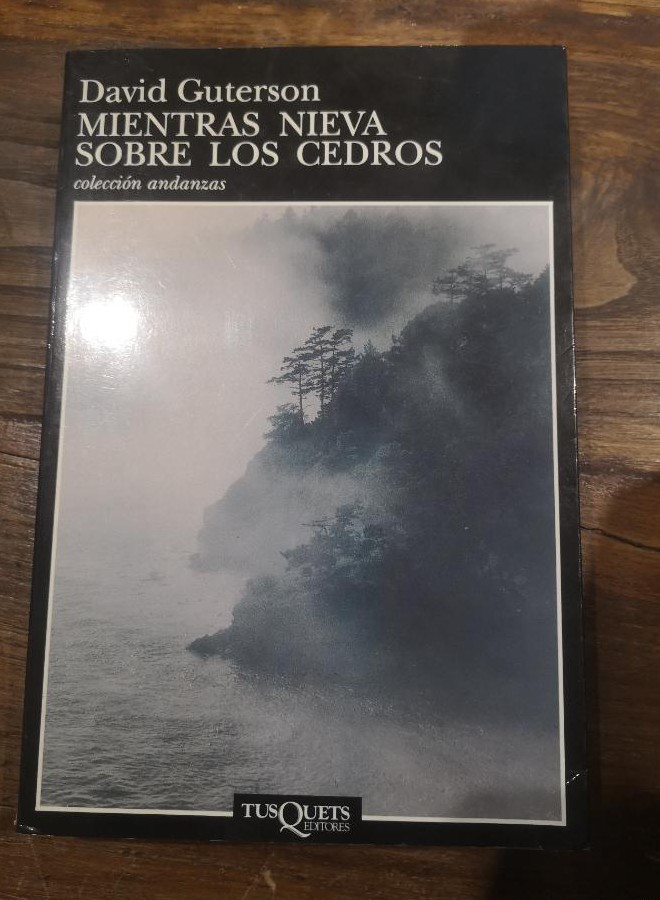 David Guterson
MIENTRAS NIEVA
SOBRE LOS CEDROS
colección andanzas
TUSQUETS
EDITORES